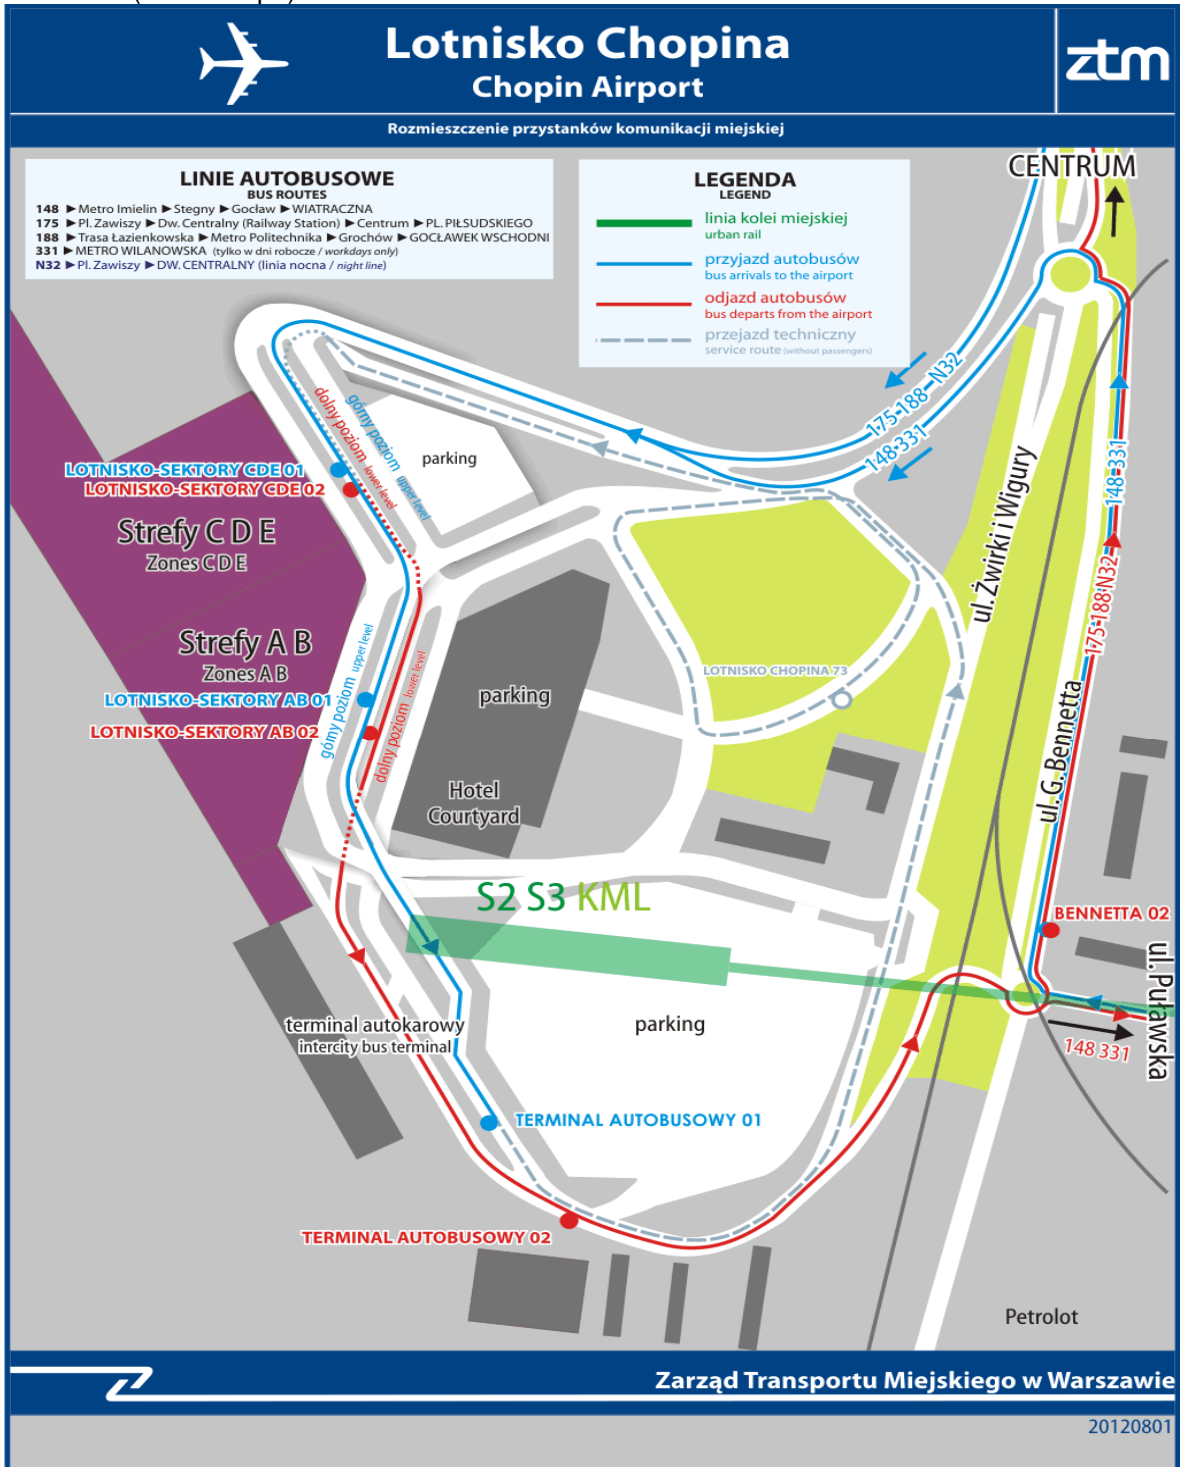 Lotnisko Chopina
Chopin Airport
ztm
Rozmieszczenie przystanków komunikacji miejskiej
LINIE AUTOBUSOWE
BUS ROUTES
148 ►Metro Imielin ►Stegny ►Gocław ►WIATRACZNA
175 ►Pl. Zawiszy ►Dw. Centralny (Railway Station) ►Centrum ►PL. PIŁSUDSKIEGO
188 ►Trasa Łazienkowska ►Metro Politechnika ►Grochów ►GOCŁAWEK WSCHODNI
331 ►METRO WILANOWSKA (tylko w dni robocze / workdays only)
N32 ►Pl. Zawiszy ►DW. CENTRALNY (linia nocna / night line)
LEGENDA
LEGEND
linia kolei miejskiej
urban rail
przyjazd autobusów
bus arrivals to the airport
odjazd autobusów
bus departs from the airport
przejazd techniczny
service route (without passengers)
CENTRUM
175-188-N32
148-331
148-331
175-188-N32
górny poziom upper level
dolny poziom lower level
parking
LOTNISKO-SEKTORY CDE 01
LOTNISKO-SEKTORY CDE 02
Strefy C D E
Zones C D E
ul. Żwirki i Wigury
Strefy A B
Zones A B
LOTNISKO-SEKTORY AB 01
LOTNISKO-SEKTORY AB 02
górny poziom upper level
dolny poziom lower level
parking
LOTNISKO CHOPINA 73
Hotel
Courtyard
ul. G. Bennetta
S2 S3 KML
BENNETTA 02
ul. Puławska
terminal autokarowy
intercity bus terminal
parking
148 331
TERMINAL AUTOBUSOWY 01
TERMINAL AUTOBUSOWY 02
Petrolot
Zarząd Transportu Miejskiego w Warszawie
20120801